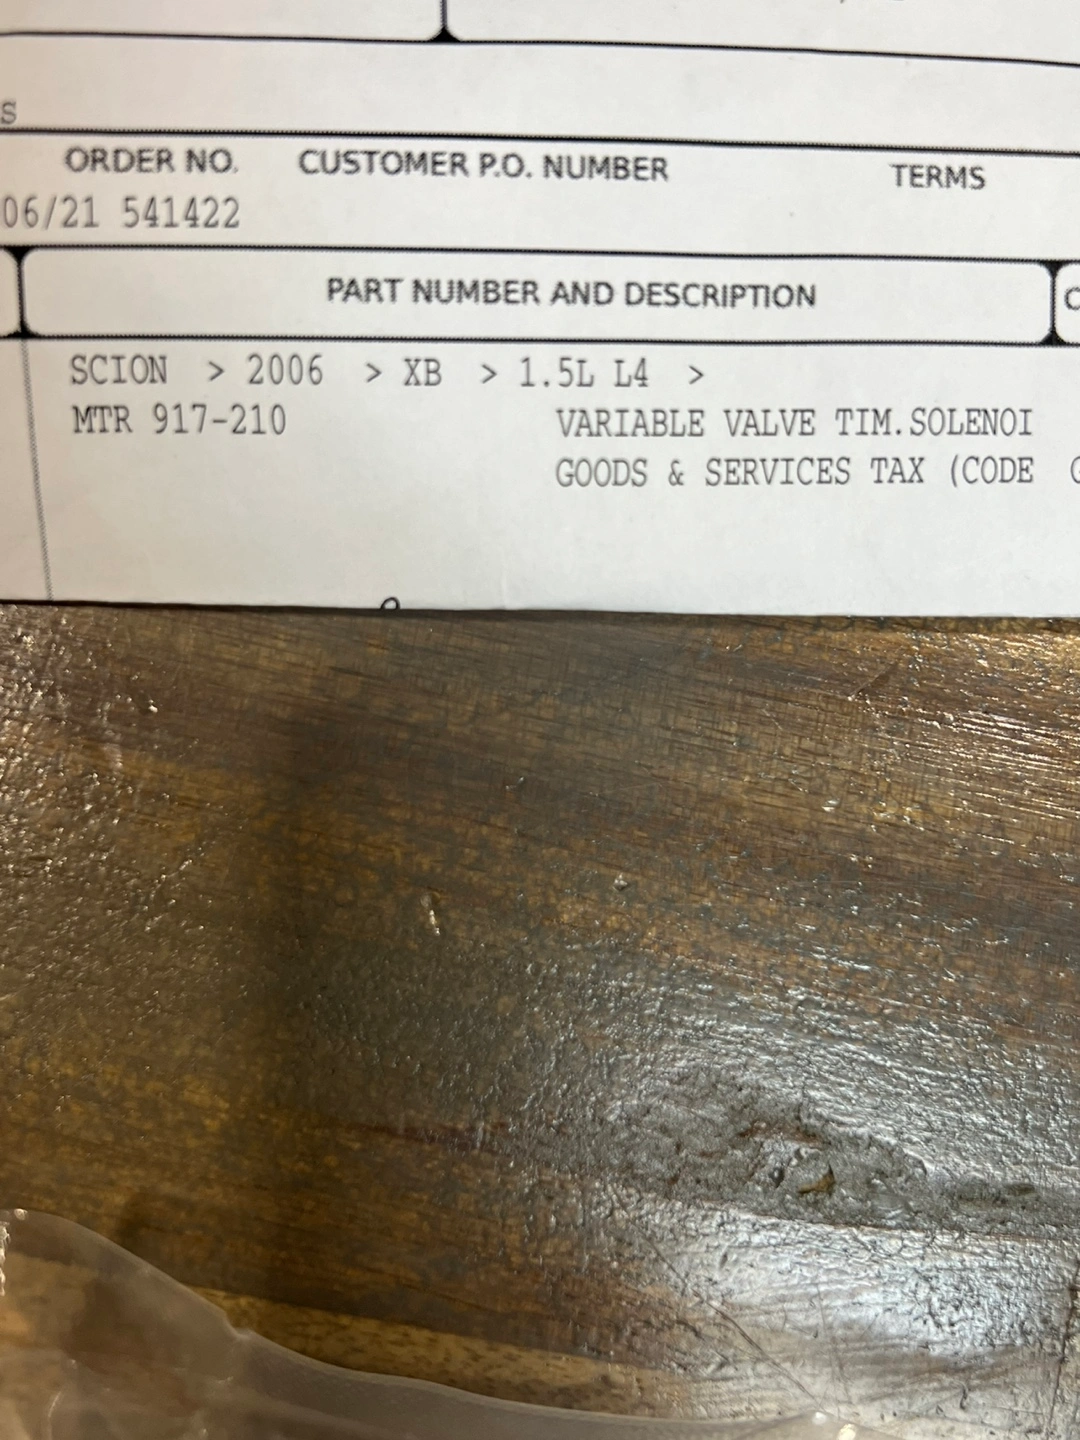 S
ORDER NO. CUSTOMER P.O. NUMBER TERMS
06/21 541422
PART NUMBER AND DESCRIPTION
SCION > 2006 > XB > 1.5L L4 >
MTR 917-210 VARIABLE VALVE TIM.SOLENOI
GOODS & SERVICES TAX (CODE G